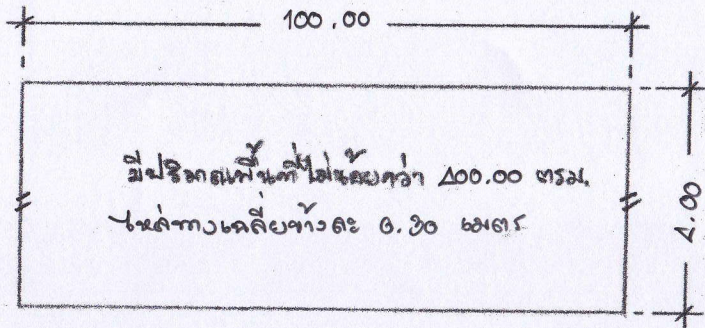 100.00
มีปริมาณพื้นที่ไม่น้อยกว่า 400.00 ตรม.
ไหล่ทางเฉลี่ยข้างละ 0.30 เมตร
4.00